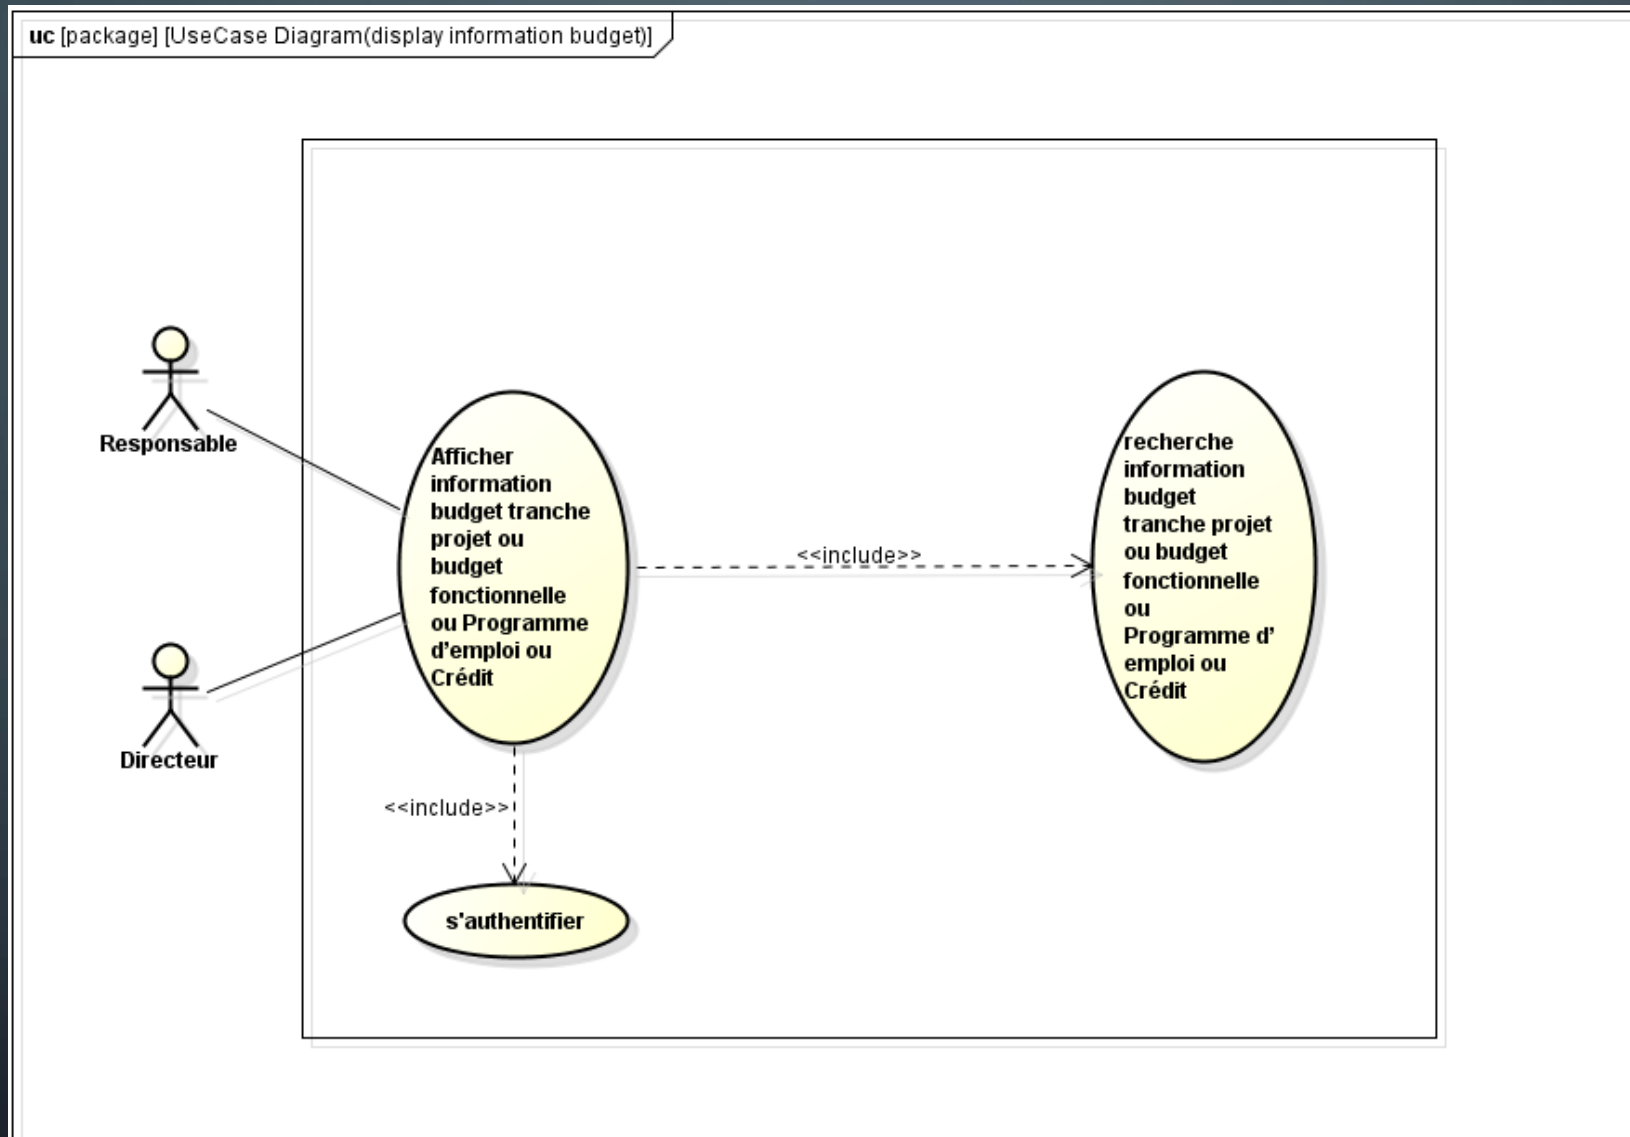 uc [package] [UseCase Diagram(display information budget)]
Responsable
Afficher
information
budget tranche
projet ou
budget
fonctionnelle
ou Programme
d'emploi ou
Crédit
<<include>>
recherche
information
budget
tranche projet
ou budget
fonctionnelle
ou
Programme d'
emploi ou
Crédit
Directeur
<<include>>
s'authentifier